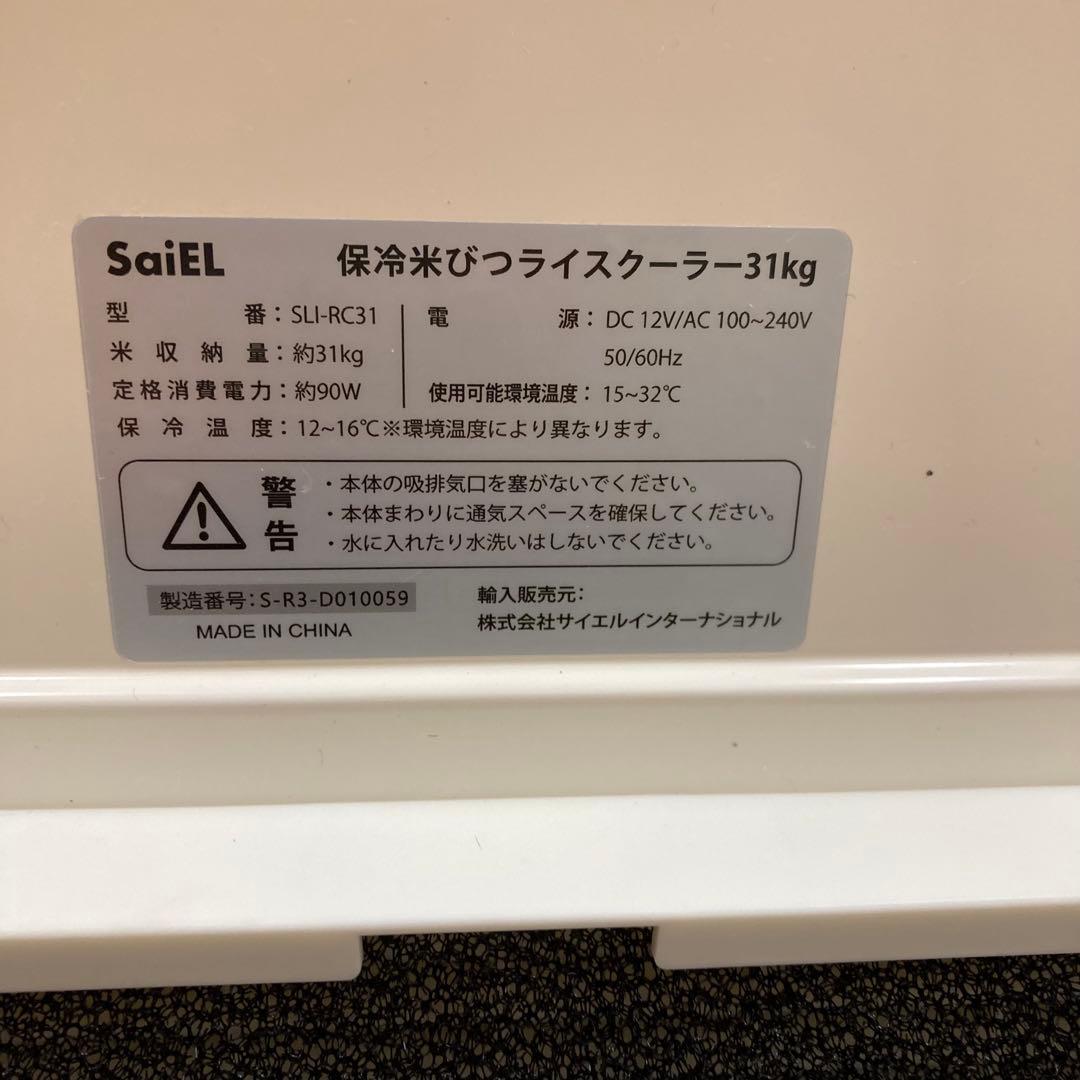 SaiEL 保冷米びつライスクーラー31kg
型 番：SLI-RC31
米収納量：約31kg
定格消費電力：約90W
電 源：DC 12V/AC 100~240V
50/60Hz
使用可能環境温度：15~32℃
保冷温度：12~16℃※環境温度により異なります。
警告
・本体の吸排気口を塞がないでください。
・本体まわりに通気スペースを確保してください。
・水に入れたり水洗いはしないでください。
製造番号：S-R3-D010059
MADE IN CHINA
輸入販売元：
株式会社サイエルインターナショナル